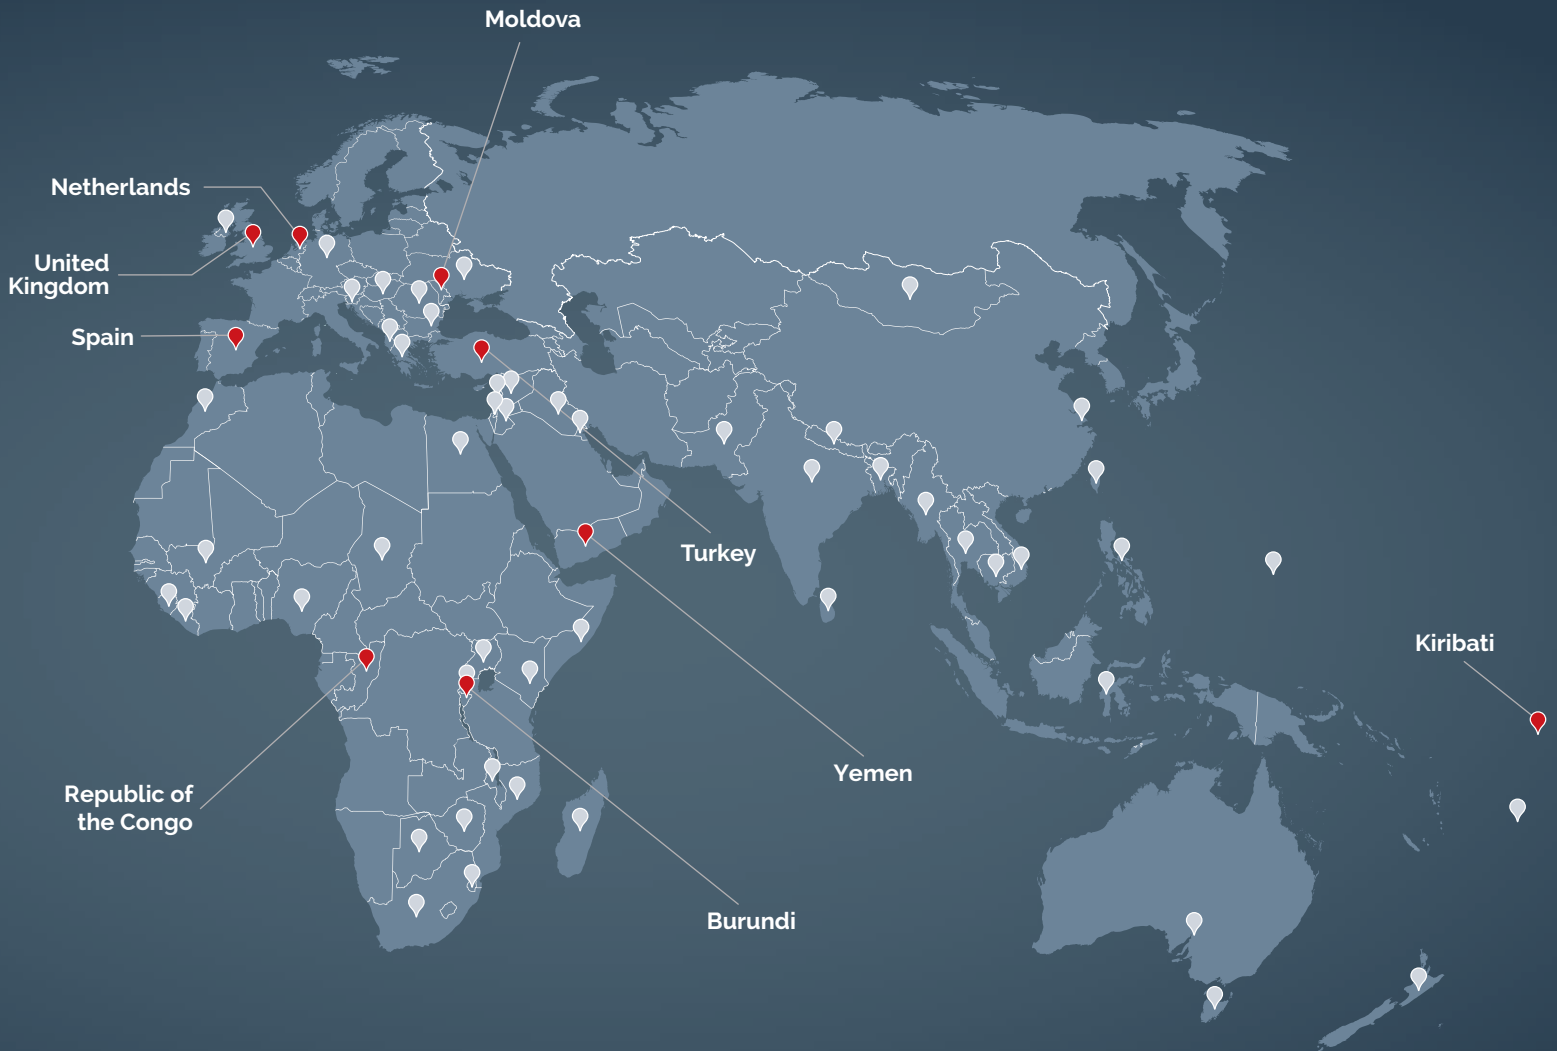 Moldova
Netherlands
United
Kingdom
Spain
Turkey
Kiribati
Yemen
Republic of
the Congo
Burundi